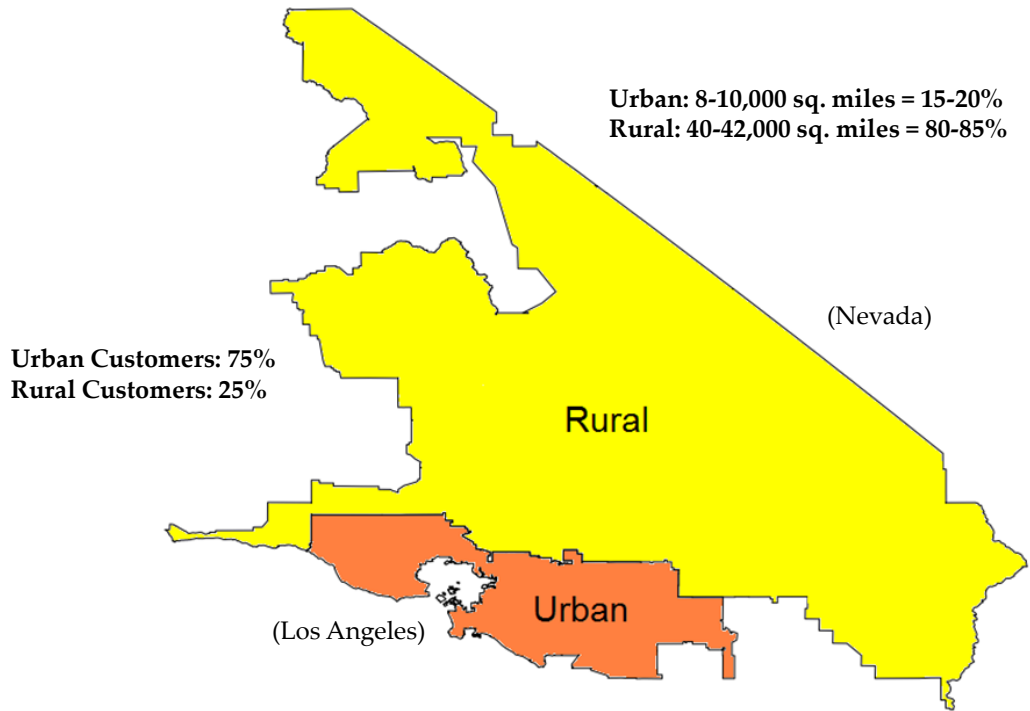 Urban: 8-10,000 sq. miles = 15-20%
Rural: 40-42,000 sq. miles = 80-85%
(Nevada)
Urban Customers: 75%
Rural Customers: 25%
Rural
Urban
(Los Angeles)